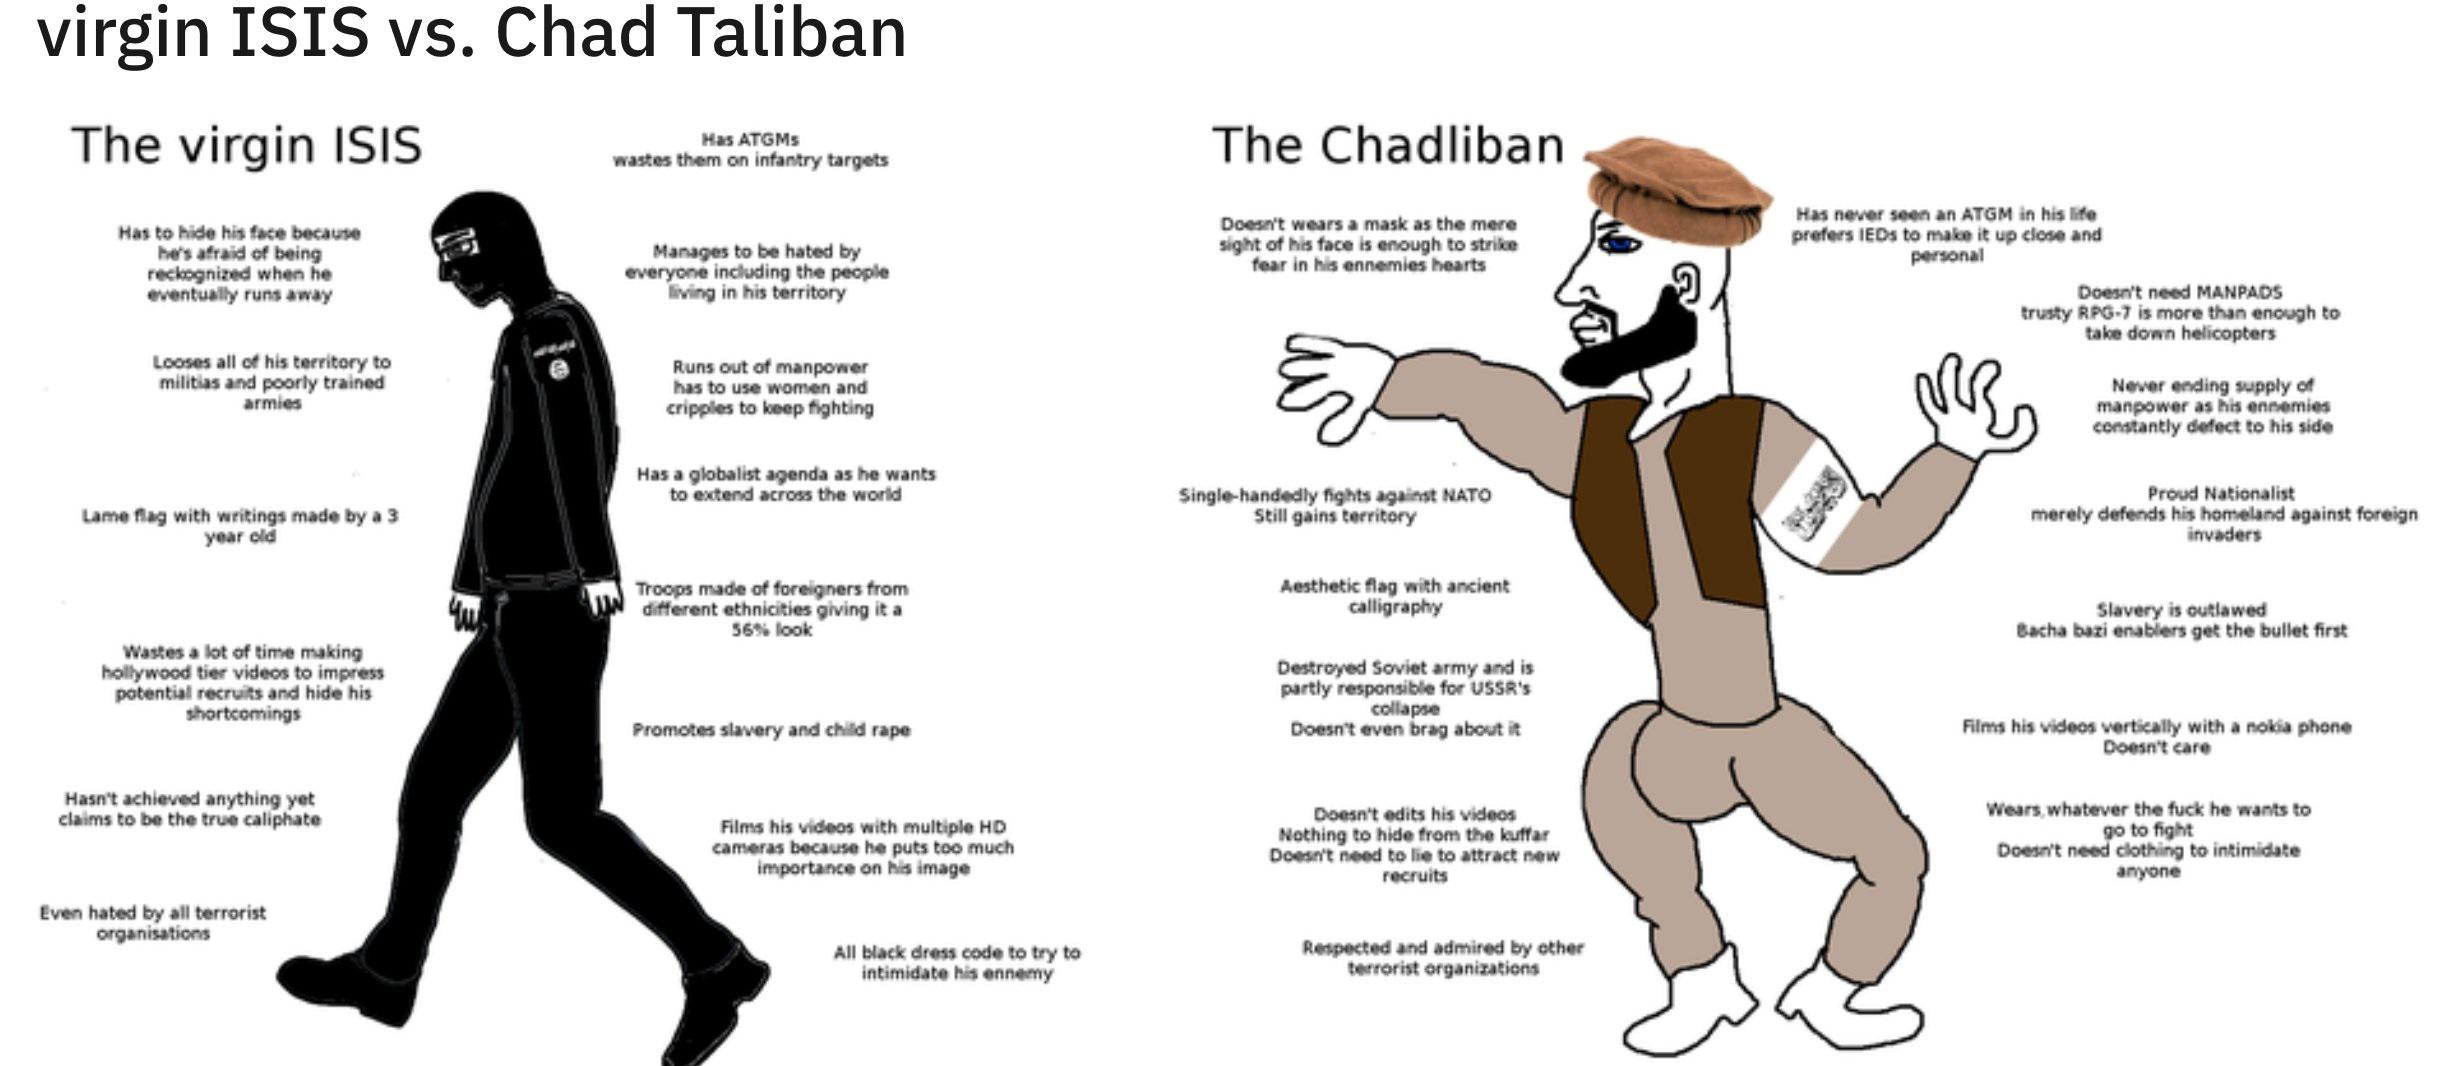 virgin ISIS vs. Chad Taliban
The virgin ISIS
Has ATGMs
wastes them on infantry targets
Has to hide his face because
he's afraid of being
reckognized when he
eventually runs away
Manages to be hated by
everyone including the people
living in his territory
Looses all of his territory to
militias and poorly trained
armies
Runs out of manpower
has to use women and
cripples to keep fighting
Lame flag with writings made by a 3
year old
Has a globalist agenda as he wants
to extend across the world
Troops made of foreigners from
different ethnicities giving it a
56% look
Wastes a lot of time making
hollywood tier videos to impress
potential recruits and hide his
shortcomings
Promotes slavery and child rape
Hasn't achieved anything yet
claims to be the true caliphate
Films his videos with multiple HD
cameras because he puts too much
importance on his image
Even hated by all terrorist
organisations
All black dress code to try to
intimidate his ennemy
The Chadliban
Doesn't wears a mask as the mere
sight of his face is enough to strike
fear in his ennemies hearts
Has never seen an ATGM in his life
prefers IEDs to make it up close and
personal
Doesn't need MANPADS
trusty RPG-7 is more than enough to
take down helicopters
Never ending supply of
manpower as his ennemies
constantly defect to his side
Single-handedly fights against NATO
Still gains territory
Proud Nationalist
merely defends his homeland against foreign
invaders
Aesthetic flag with ancient
calligraphy
Slavery is outlawed
Bacha bazi enablers get the bullet first
Destroyed Soviet army and is
partly responsible for USSR's
collapse
Doesn't even brag about it
Films his videos vertically with a nokia phone
Doesn't care
Doesn't edits his videos
Nothing to hide from the kuffar
Doesn't need to lie to attract new
recruits
Wears whatever the fuck he wants to
go to fight
Doesn't need clothing to intimidate
anyone
Respected and admired by other
terrorist organizations